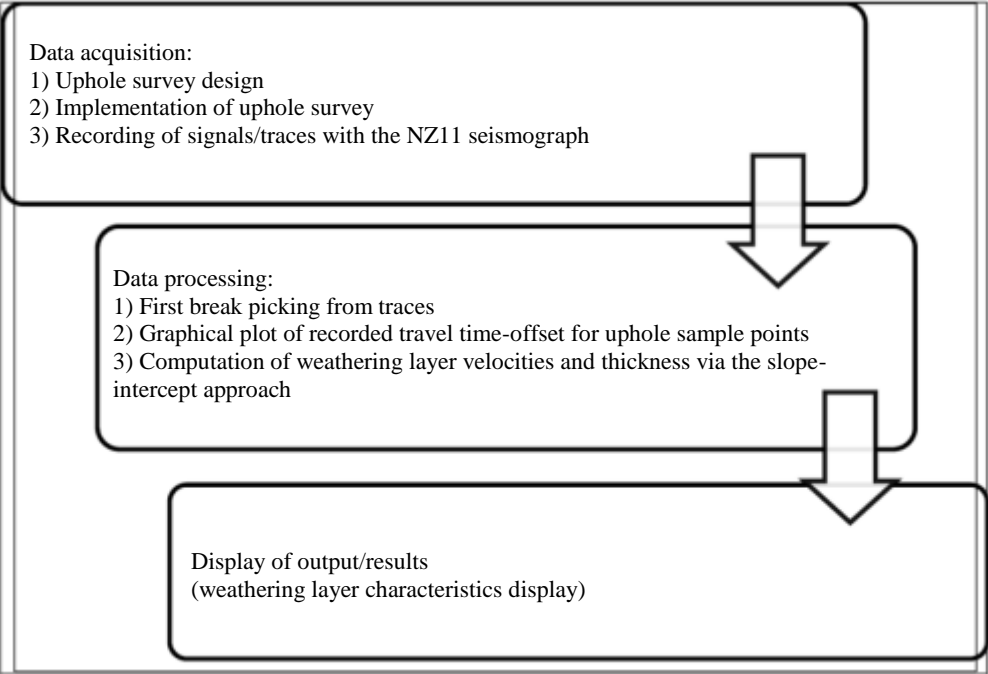 Data acquisition:
1) Uphole survey design
2) Implementation of uphole survey
3) Recording of signals/traces with the NZ11 seismograph
Data processing:
1) First break picking from traces
2) Graphical plot of recorded travel time-offset for uphole sample points
3) Computation of weathering layer velocities and thickness via the slope-
intercept approach
Display of output/results
(weathering layer characteristics display)